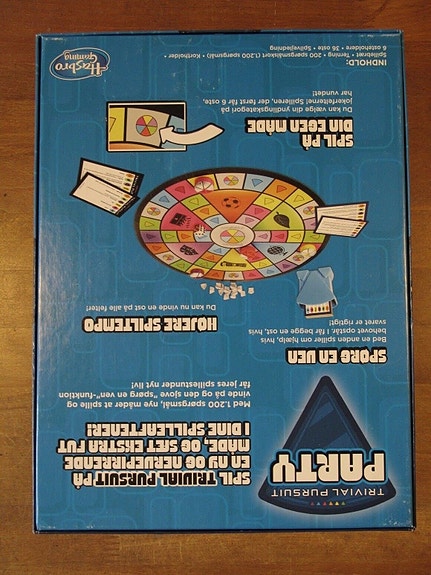 TRIVIAL PURSUIT
PARTY
SPIL TRIVIAL PURSUIT PÅ
EN NY OG NERVEPIRRENDE
MÅDE, OG SÆT EKSTRA FUT
I DINE SPILLEAFTENER!
Med 1.200 spørgsmål, nye måder at spille og
vinde på og den sjove "spørg en ven"-funktion
får jeres spillestunder nyt liv!
SPØRG EN VEN
Bed en anden spiller om hjælp, hvis
behovet opstår. I får begge en ost, hvis
svaret er rigtigt!
HØJERE SPILTEMPO
Du kan nu vinde en ost på alle felter!
SPIL PÅ
DIN EGEN MÅDE
Du kan vælge din yndlingskategori på
jokerfelterne! Spilleren, der først får 6 oste,
har vundet!
INDHOLD:
Spillebræt • Terning • 200 spørgsmålskort (1.200 spørgsmål) • Kortholder •
6 osteholdere • 36 oste • Spilvejledning
Hasbro
Gaming